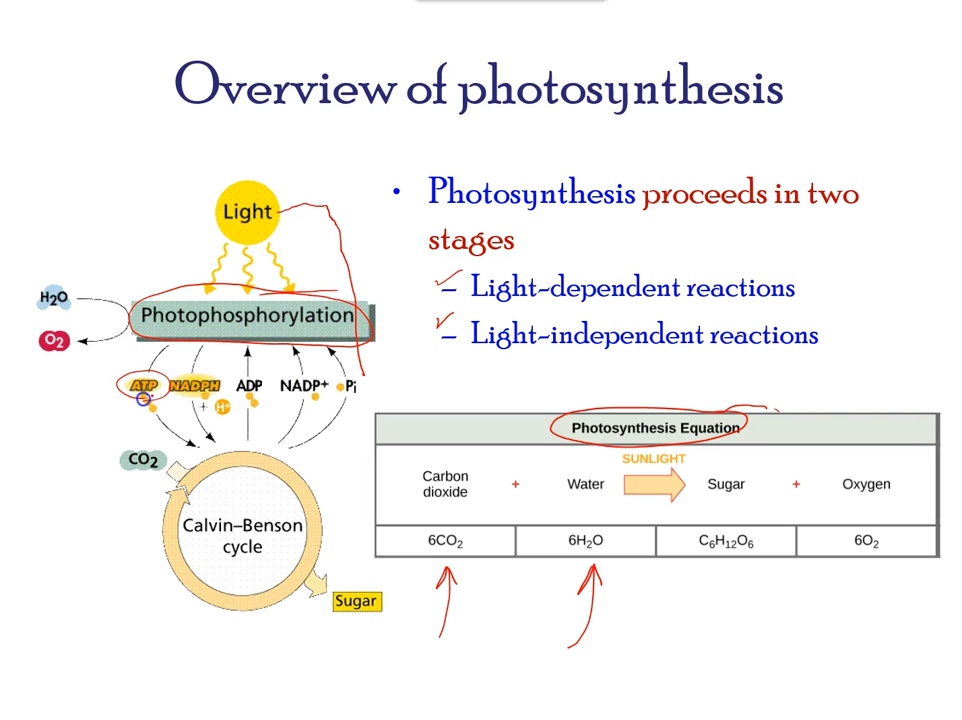 Overview of photosynthesis
• Photosynthesis proceeds in two
stages
– Light-dependent reactions
– Light-independent reactions
Light
H2O
Photophosphorylation
O2
ATP NADPH ADP NADP+ Pi
+ H+
CO2
Calvin–Benson
cycle
Sugar
Photosynthesis Equation
SUNLIGHT
Carbon
dioxide + Water Sugar + Oxygen
6CO₂ 6H₂O C₆H₁₂O₆ 6O₂